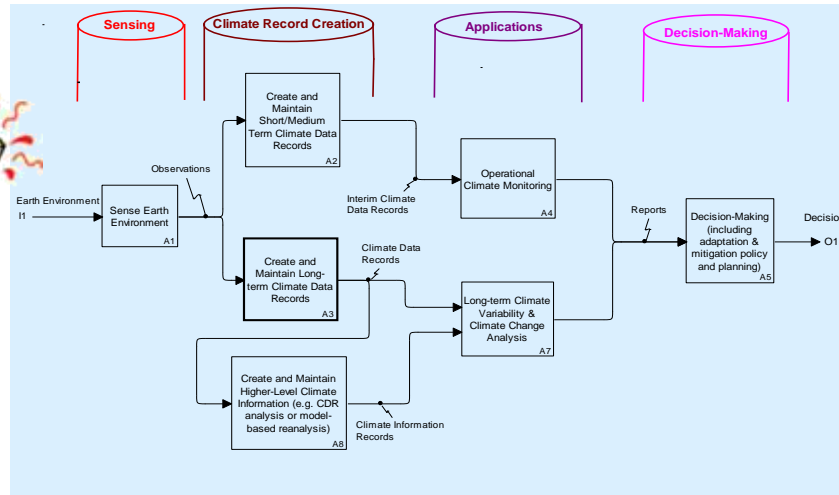 Sensing
Climate Record Creation
Applications
Decision-Making
Create and
Maintain
Short/Medium
Term Climate Data
Records
A2
Observations
Earth Environment
I1
Sense Earth
Environment
A1
Interim Climate
Data Records
Operational
Climate Monitoring
A4
Reports
Decision-Making
(including
adaptation &
mitigation policy
and planning)
A5
Decisio
O1
Create and
Maintain Long-
term Climate Data
Records
A3
Climate Data
Records
Long-term Climate
Variability &
Climate Change
Analysis
A7
Create and Maintain
Higher-Level Climate
Information (e.g. CDR
analysis or model-
based reanalysis)
A8
Climate Information
Records